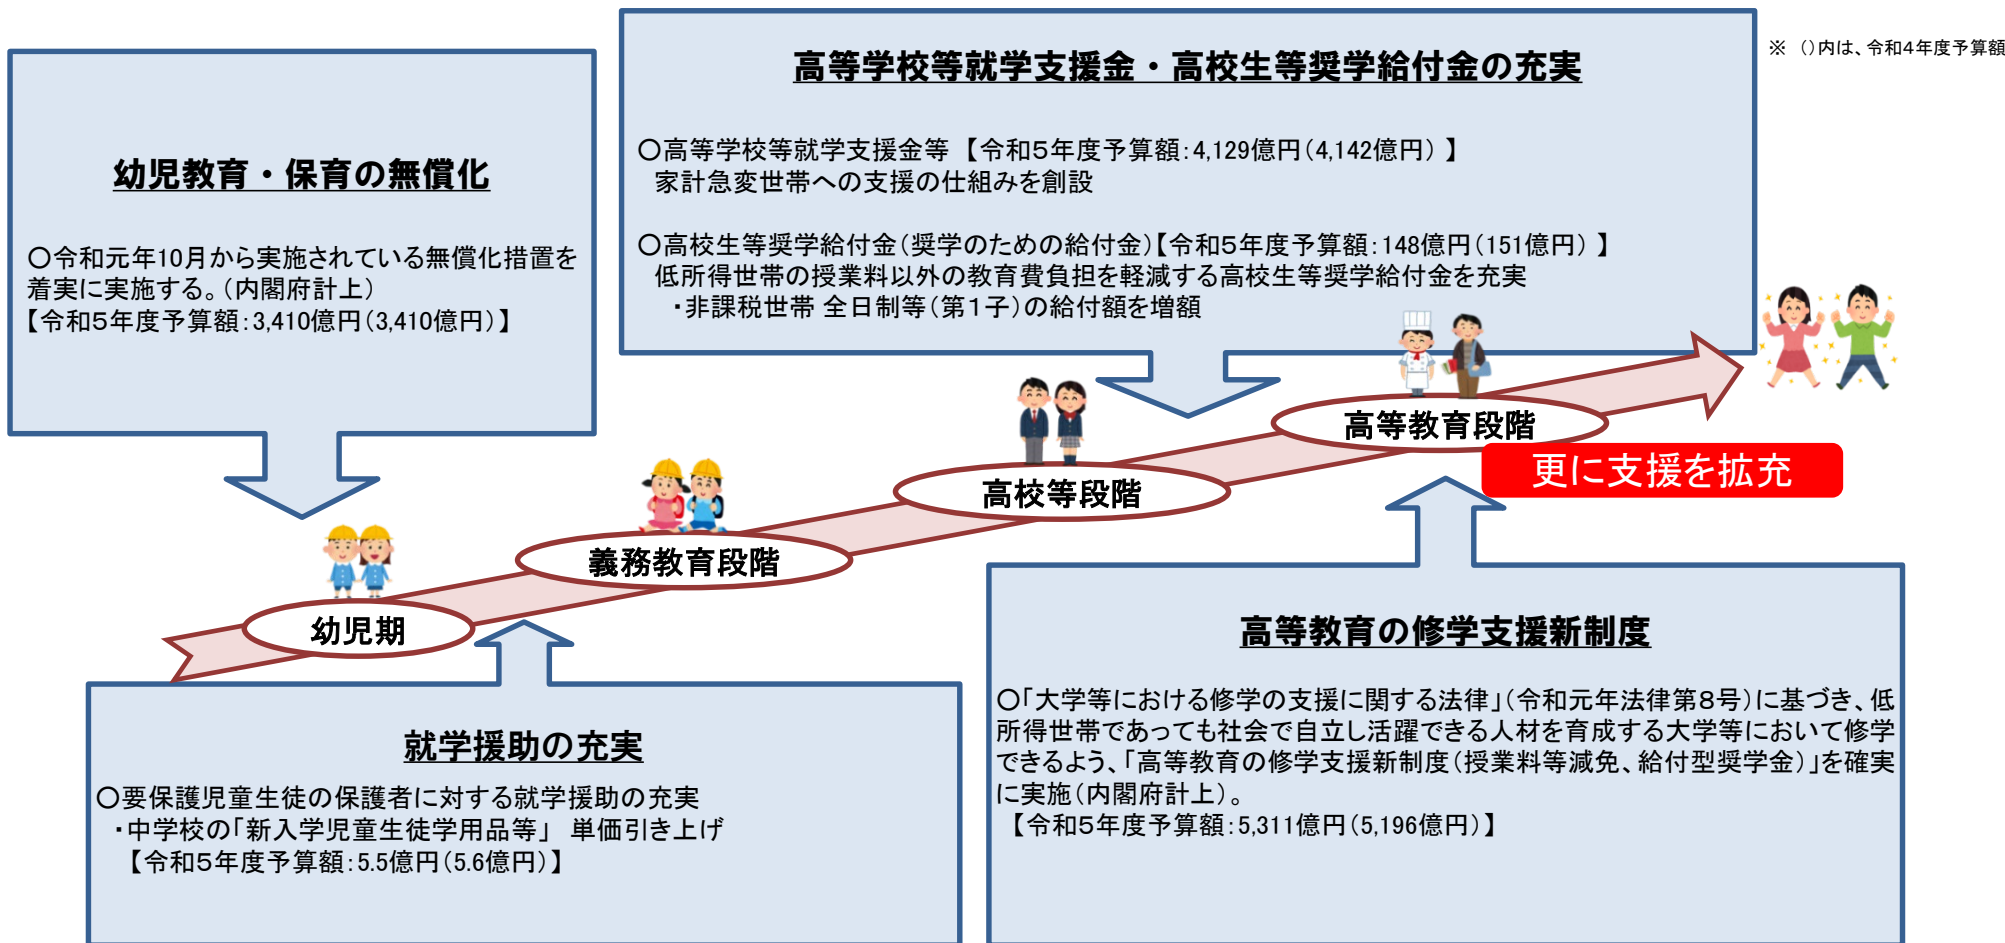 ※ ()内は、令和4年度予算額
幼児教育・保育の無償化
〇令和元年10月から実施されている無償化措置を
着実に実施する。(内閣府計上)
【令和5年度予算額:3,410億円(3,410億円)】
高等学校等就学支援金・高校生等奨学給付金の充実
〇高等学校等就学支援金等 【令和5年度予算額:4,129億円(4,142億円) 】
家計急変世帯への支援の仕組みを創設
〇高校生等奨学給付金(奨学のための給付金)【令和5年度予算額:148億円(151億円) 】
低所得世帯の授業料以外の教育費負担を軽減する高校生等奨学給付金を充実
・非課税世帯 全日制等(第1子)の給付額を増額
高等教育段階
更に支援を拡充
高校等段階
義務教育段階
幼児期
就学援助の充実
〇要保護児童生徒の保護者に対する就学援助の充実
・中学校の「新入学児童生徒学用品等」 単価引き上げ
【令和5年度予算額:5.5億円(5.6億円)】
高等教育の修学支援新制度
〇「大学等における修学の支援に関する法律」(令和元年法律第8号)に基づき、低
所得世帯であっても社会で自立し活躍できる人材を育成する大学等において修学
できるよう、「高等教育の修学支援新制度(授業料等減免、給付型奨学金)」を確実
に実施(内閣府計上)。
【令和5年度予算額:5,311億円(5,196億円)】